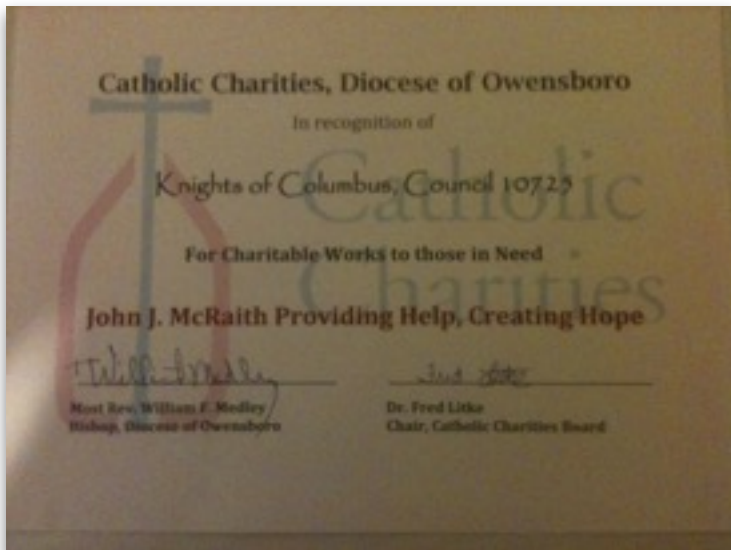 Catholic Charities, Diocese of Owensboro
In recognition of
Knights of Columbus, Council 10725
Catholic
For Charitable Works to those in Need
Charities
John J. McRaith Providing Help, Creating Hope
Most Rev. William F. Medley
Bishop, Diocese of Owensboro
Dr. Fred Litke
Chair, Catholic Charities Board